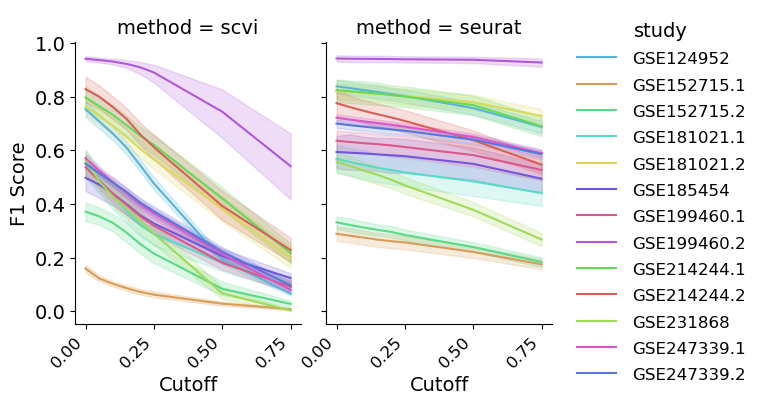 method = scvi
method = seurat
F1 Score
1.0
0.8
0.6
0.4
0.2
0.0
0.00
0.25
0.50
0.75
Cutoff
0.00
0.25
0.50
0.75
Cutoff
study
GSE124952
GSE152715.1
GSE152715.2
GSE181021.1
GSE181021.2
GSE185454
GSE199460.1
GSE199460.2
GSE214244.1
GSE214244.2
GSE231868
GSE247339.1
GSE247339.2